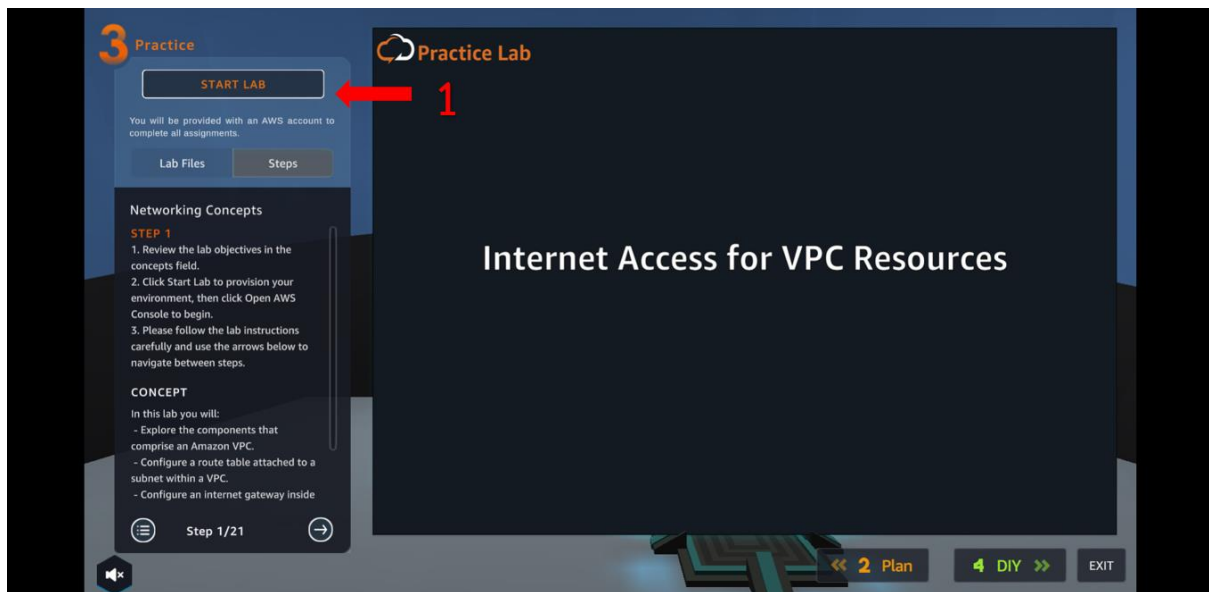 3 Practice
START LAB
You will be provided with an AWS account to
complete all assignments.
Lab Files
Steps
Networking Concepts
STEP 1
1. Review the lab objectives in the
concepts field.
2. Click Start Lab to provision your
environment, then click Open AWS
Console to begin.
3. Please follow the lab instructions
carefully and use the arrows below to
navigate between steps.
CONCEPT
In this lab you will:
- Explore the components that
comprise an Amazon VPC.
- Configure a route table attached to a
subnet within a VPC.
- Configure an internet gateway inside
Step 1/21
1
Practice Lab
Internet Access for VPC Resources
2 Plan
4 DIY
EXIT